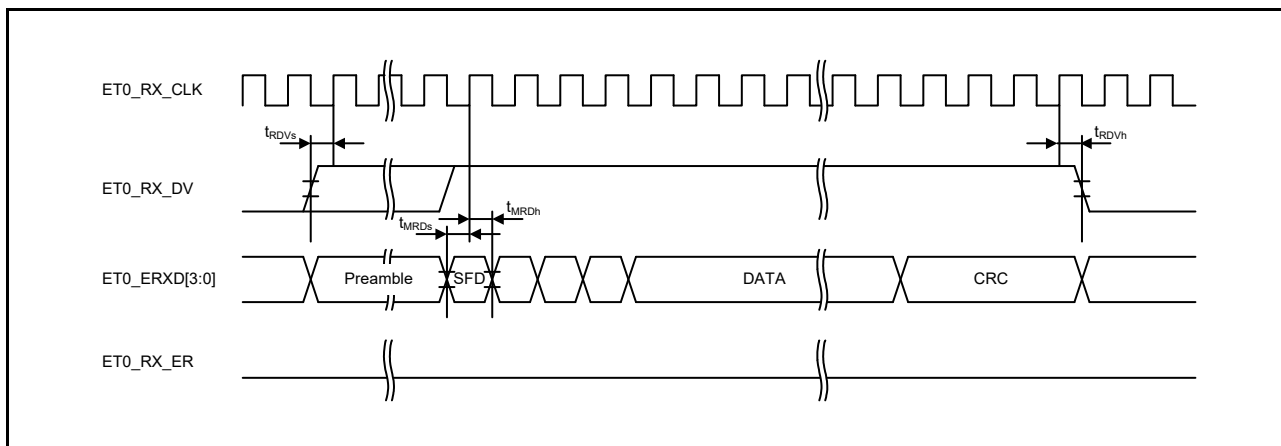 ET0_RX_CLK
tRDVs
tRDVh
ET0_RX_DV
tMRDs
tMRDh
ET0_ERXD[3:0]
Preamble
SFD
DATA
CRC
ET0_RX_ER